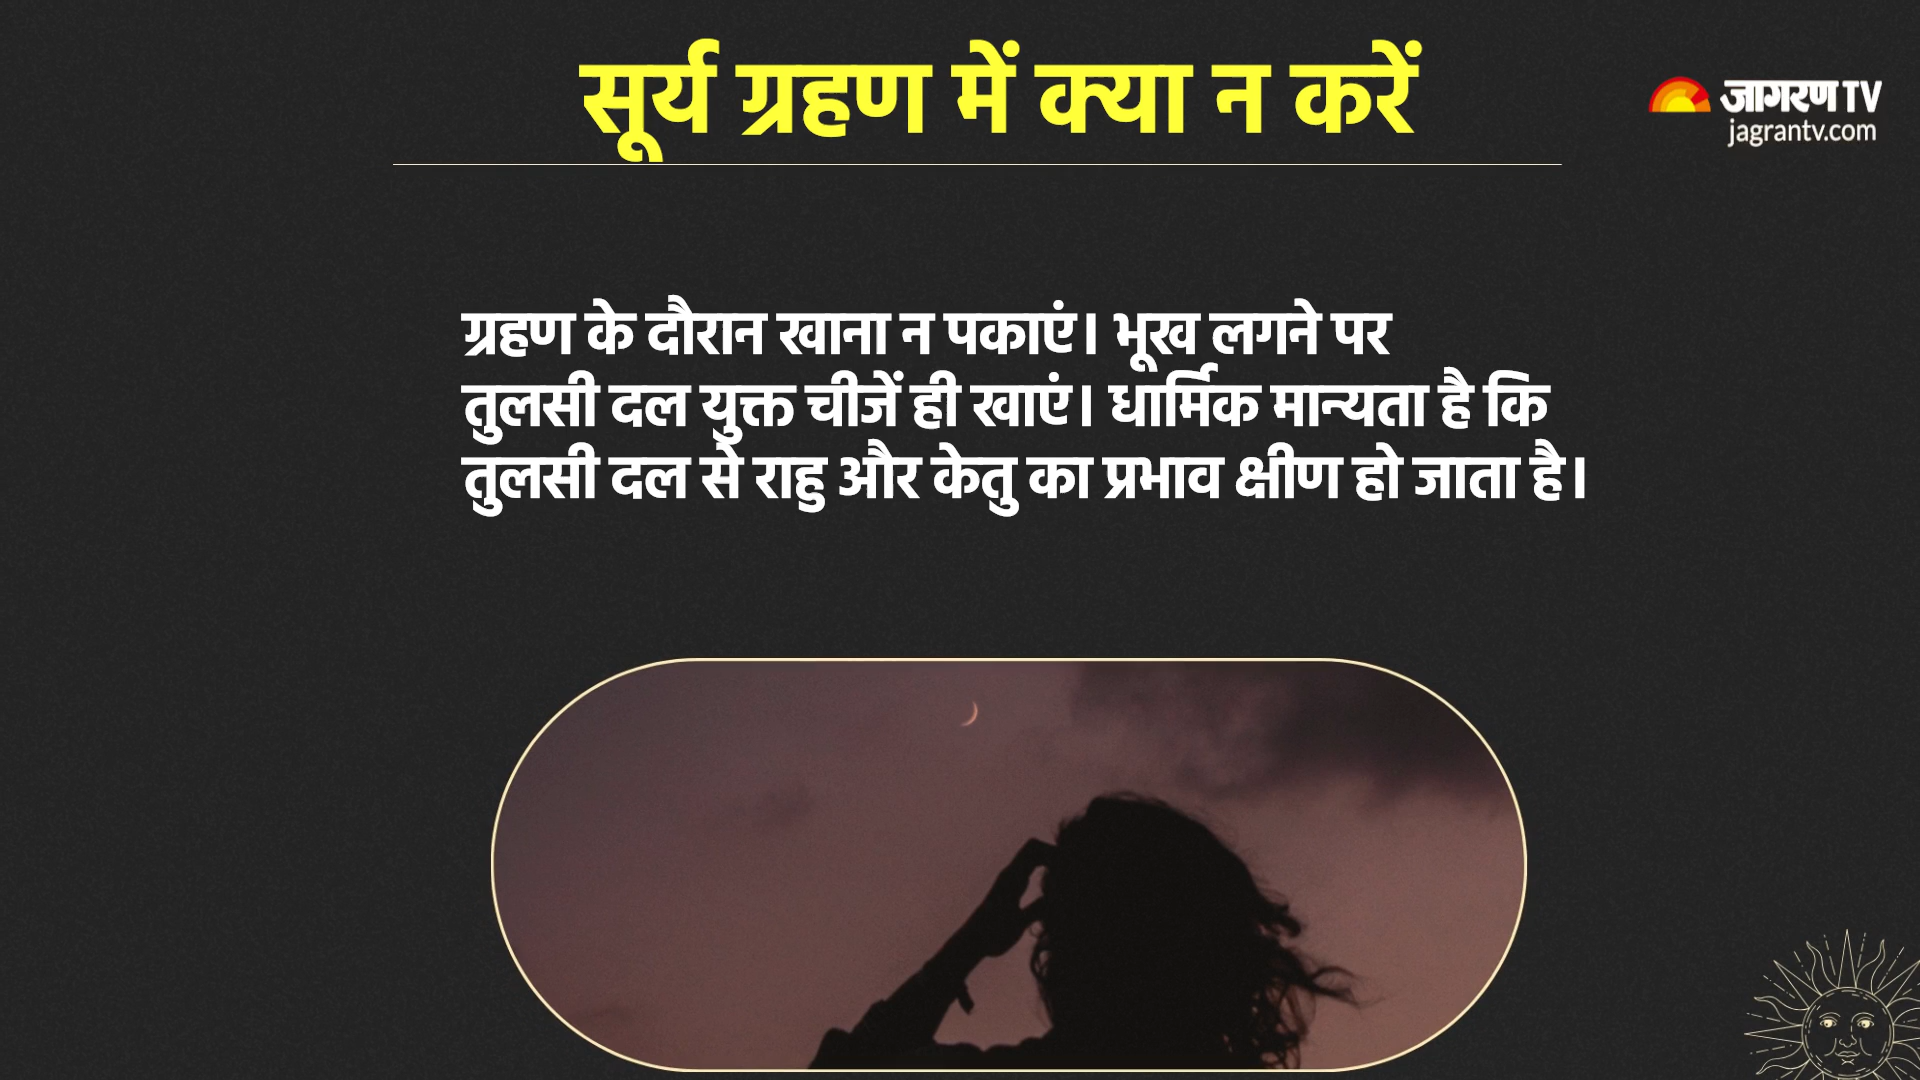 सूर्य ग्रहण में क्या न करें
जागरण TV
jagrantv.com
ग्रहण के दौरान खाना न पकाएं। भूख लगने पर
तुलसी दल युक्त चीजें ही खाएं। धार्मिक मान्यता है कि
तुलसी दल से राहु और केतु का प्रभाव क्षीण हो जाता है।